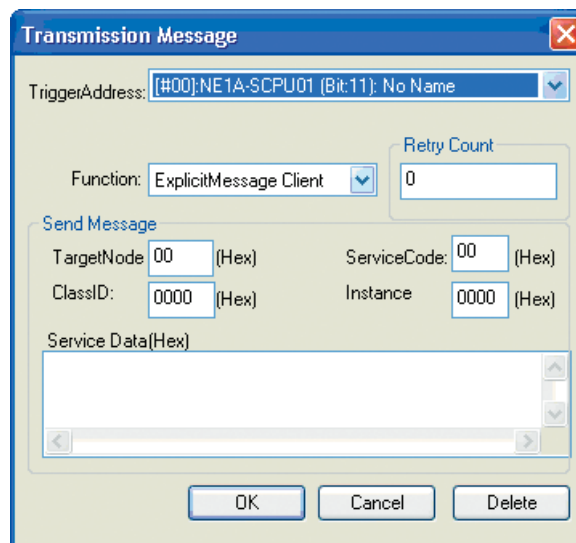 Transmission Message
TriggerAddress: [#00]:NE1A-SCPU01 (Bit:11): No Name
Retry Count
Function: ExplicitMessage Client 0
Send Message
TargetNode 00 (Hex) ServiceCode: 00 (Hex)
ClassID: 0000 (Hex) Instance 0000 (Hex)
Service Data(Hex)
OK Cancel Delete